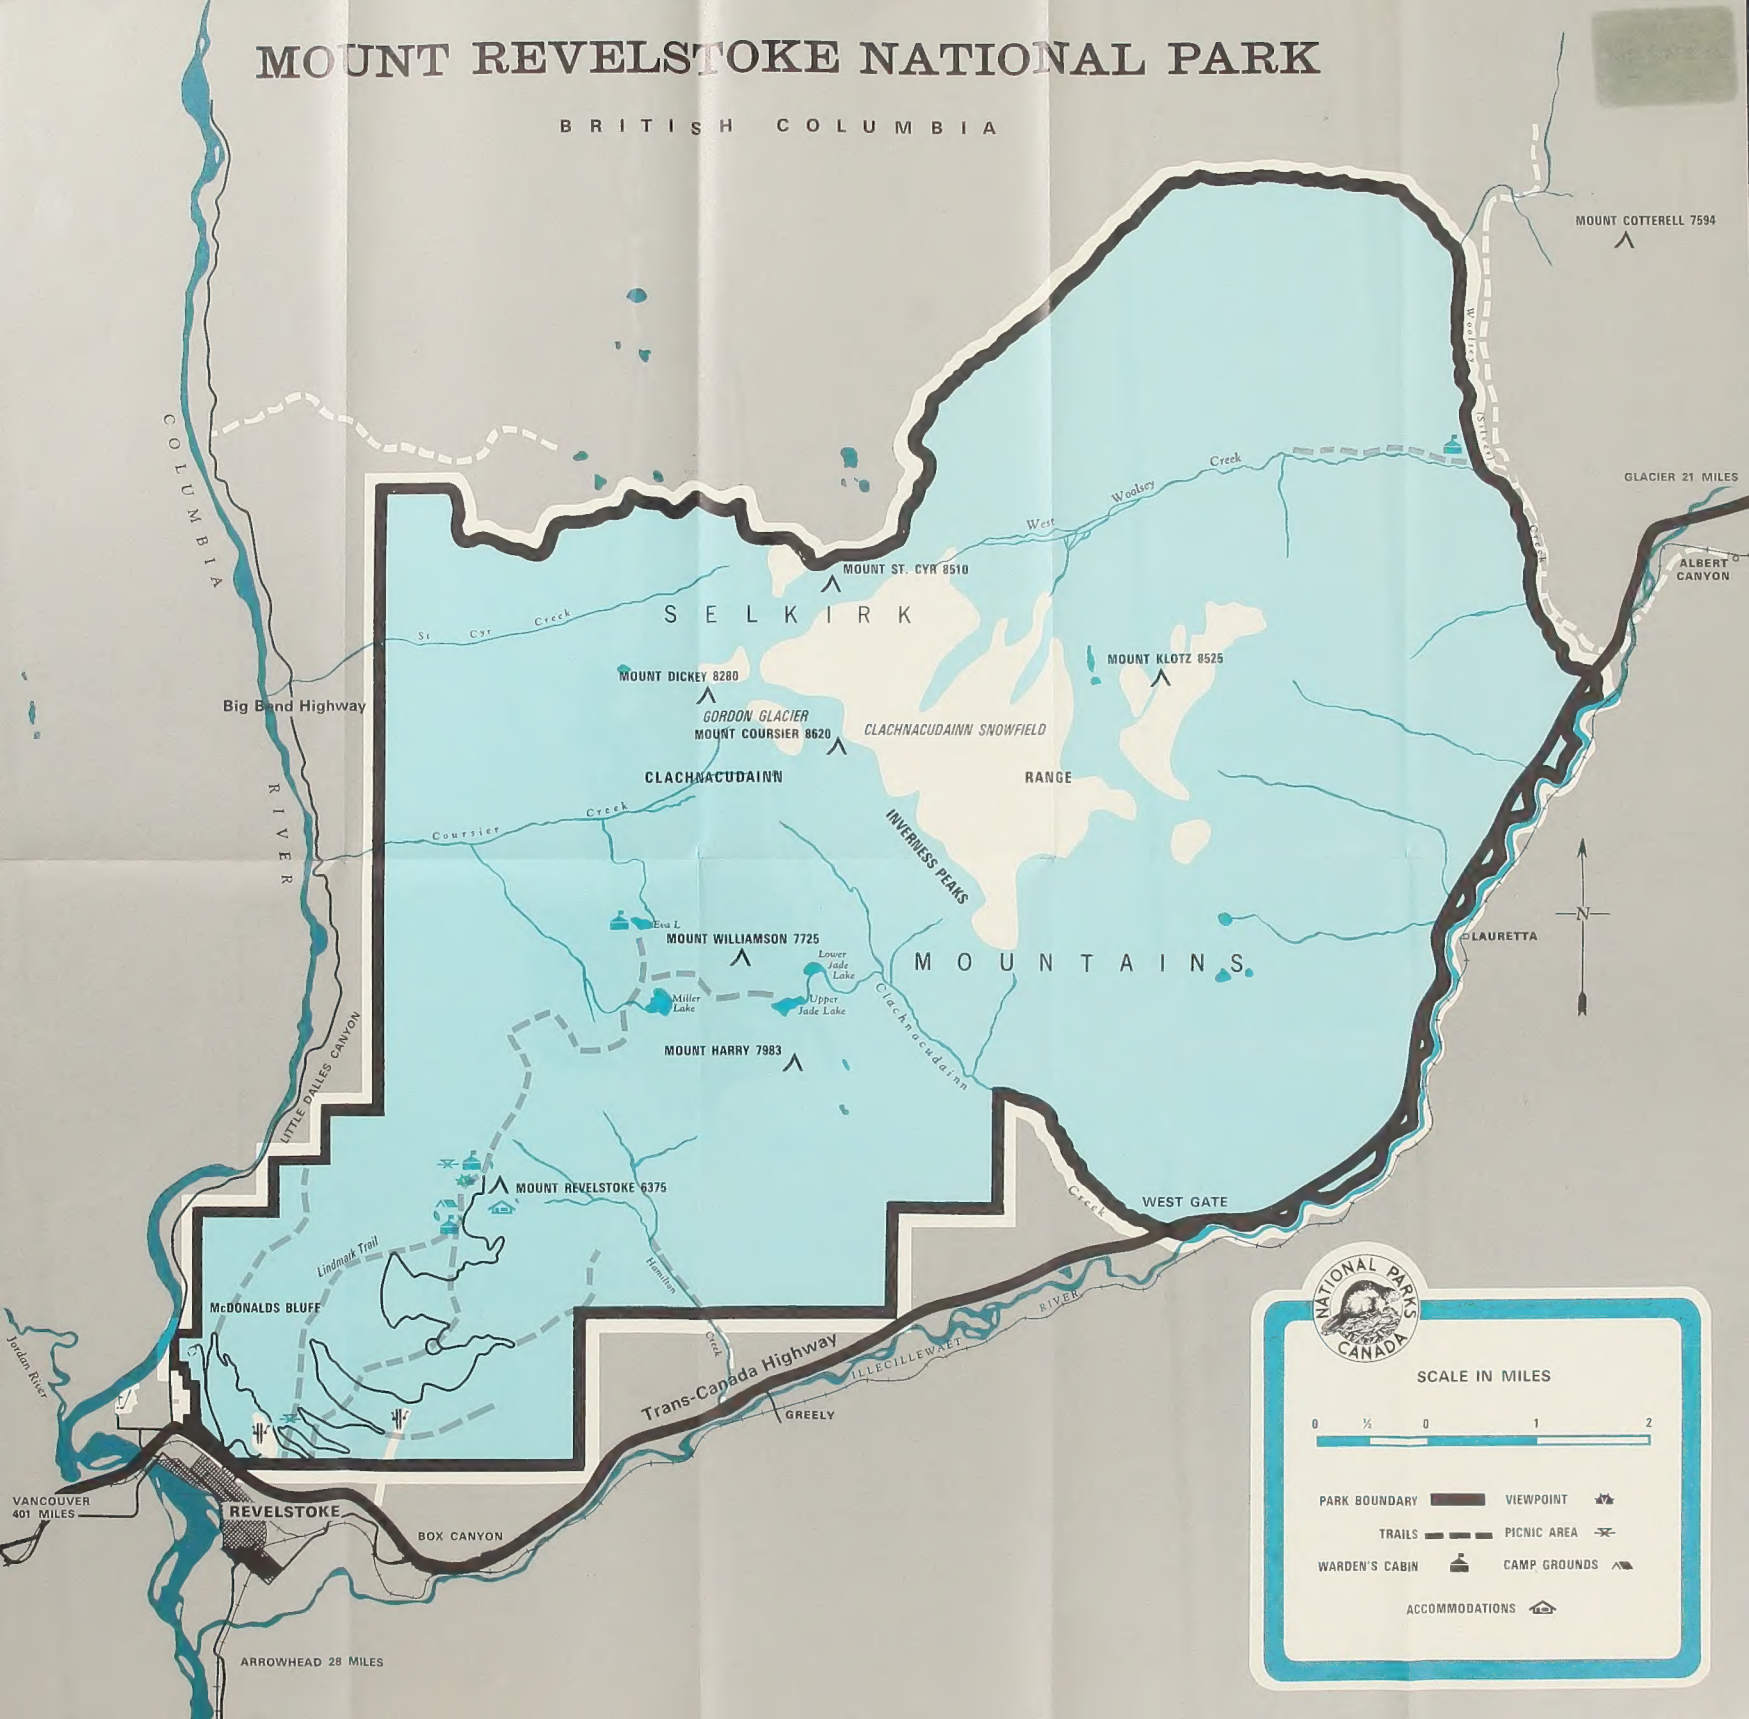 MOUNT REVELSTOKE NATIONAL PARK
BRITISH COLUMBIA
MOUNT COTTERELL 7594
Woolsey
(Silver)
Creek
GLACIER 21 MILES
ALBERT
CANYON
COLUMBIA
RIVER
West Woolsey Creek
MOUNT ST. CYR 8510
SELKIRK
St Cyr Creek
MOUNT KLOTZ 8525
MOUNT DICKEY 8280
Big Bend Highway
GORDON GLACIER
MOUNT COURSIER 8620
CLACHNACUDAINN SNOWFIELD
CLACHNACUDAINN
RANGE
Coursier Creek
INVERNESS PEAKS
Eva L
MOUNT WILLIAMSON 7725
LAURETTA
N
MOUNTAINS
Lower
Jade
Lake
Miller
Lake
Upper
Jade Lake
Clachnacudainn
Creek
LITTLE DALLES CANYON
MOUNT HARRY 7983
MOUNT REVELSTOKE 6375
WEST GATE
Lindmark Trail
Hamilton
Creek
McDONALDS BLUFF
Jordan River
Trans-Canada Highway
ILLECILLEWAET
RIVER
GREELY
VANCOUVER
401 MILES
REVELSTOKE
BOX CANYON
ARROWHEAD 28 MILES
NATIONAL PARKS
CANADA
SCALE IN MILES
0 ½ 0 1 2
PARK BOUNDARY
VIEWPOINT
TRAILS
PICNIC AREA
WARDEN'S CABIN
CAMP GROUNDS
ACCOMMODATIONS